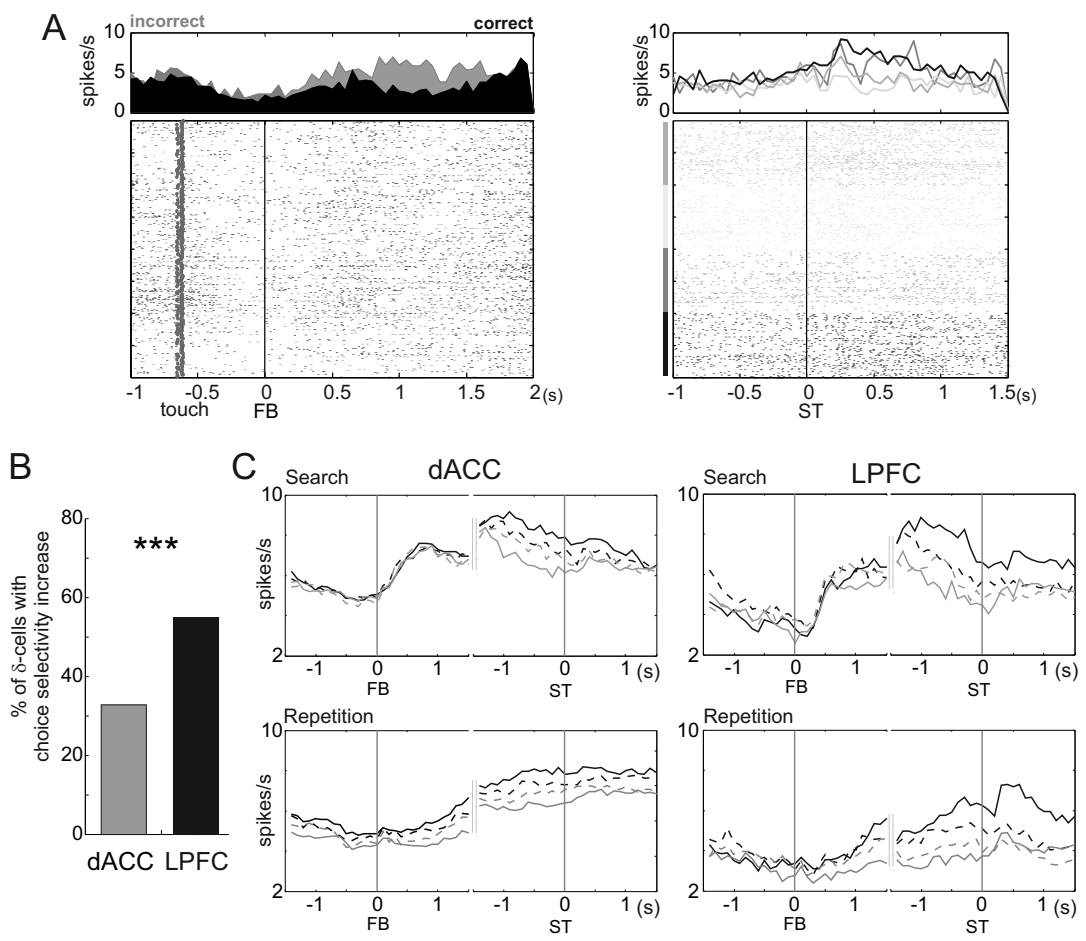 A
incorrect
correct
spikes/s
10
5
0
-1
-0.5
0
0.5
1
1.5
2
(s)
touch
FB
spikes/s
10
5
0
-1
-0.5
0
0.5
1
1.5
(s)
ST
B
% of δ-cells with
choice selectivity increase
80
60
40
20
0
***
dACC
LPFC
C
dACC
Search
spikes/s
10
2
-1
0
1
-1
0
1
(s)
FB
ST
LPFC
Search
10
2
-1
0
1
-1
0
1
(s)
FB
ST
Repetition
spikes/s
10
2
-1
0
1
-1
0
1
(s)
FB
ST
Repetition
10
2
-1
0
1
-1
0
1
(s)
FB
ST